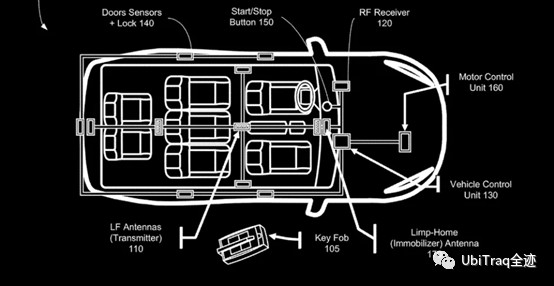 Doors Sensors
+ Lock 140
Start/Stop
Button 150
RF Receiver
120
Motor Control
Unit 160
Vehicle Control
Unit 130
LF Antennas
(Transmitter)
110
Key Fob
105
Limp-Home
(Immobilizer) Antenna
UbiTraq全迹